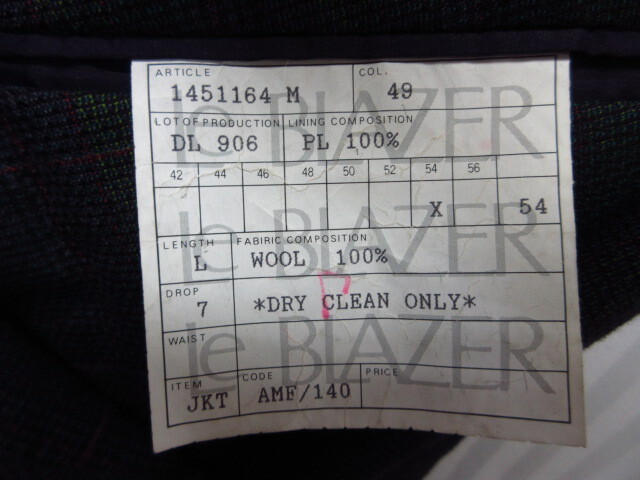 ARTICLE COL.
1451164 M 49
LOT OF PRODUCTION LINING COMPOSITION
DL 906 PL 100%
42 44 46 48 50 52 54 56
X 54
LENGTH FABIRIC COMPOSITION
L WOOL 100%
DROP
7 *DRY CLEAN ONLY*
WAIST
ITEM CODE PRICE
JKT AMF/140
le BLAZER
le BLAZER
le BLAZER